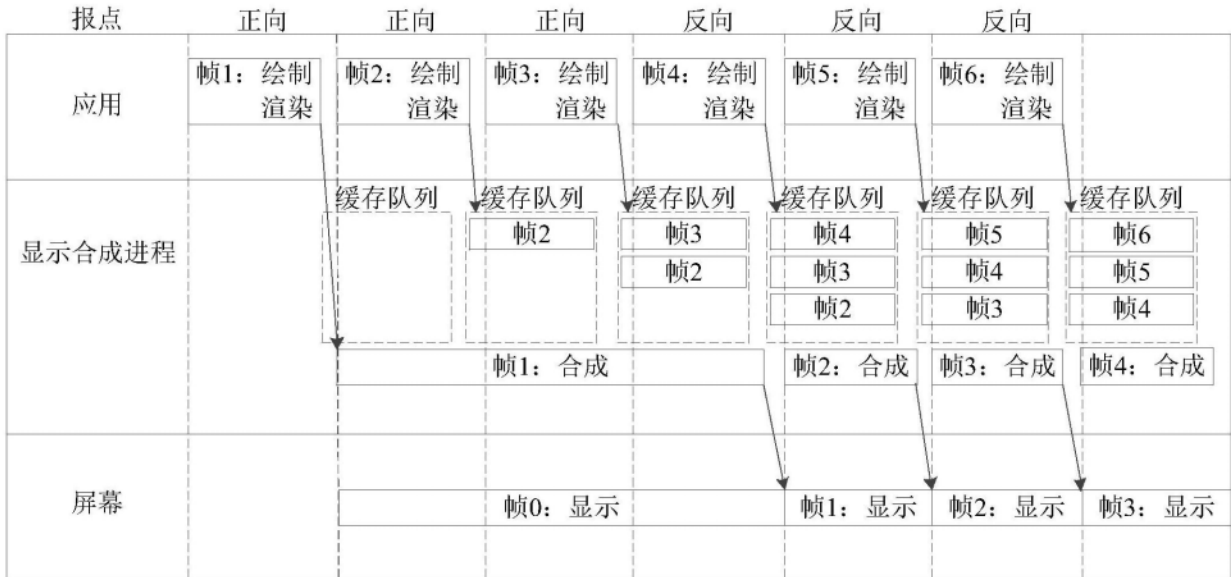 报点 正向 正向 正向 反向 反向 反向
应用
帧1：绘制
渲染
帧2：绘制
渲染
帧3：绘制
渲染
帧4：绘制
渲染
帧5：绘制
渲染
帧6：绘制
渲染
显示合成进程
缓存队列
缓存队列
帧2
缓存队列
帧3
帧2
缓存队列
帧4
帧3
帧2
缓存队列
帧5
帧4
帧3
缓存队列
帧6
帧5
帧4
帧1：合成
帧2：合成
帧3：合成
帧4：合成
屏幕
帧0：显示
帧1：显示
帧2：显示
帧3：显示